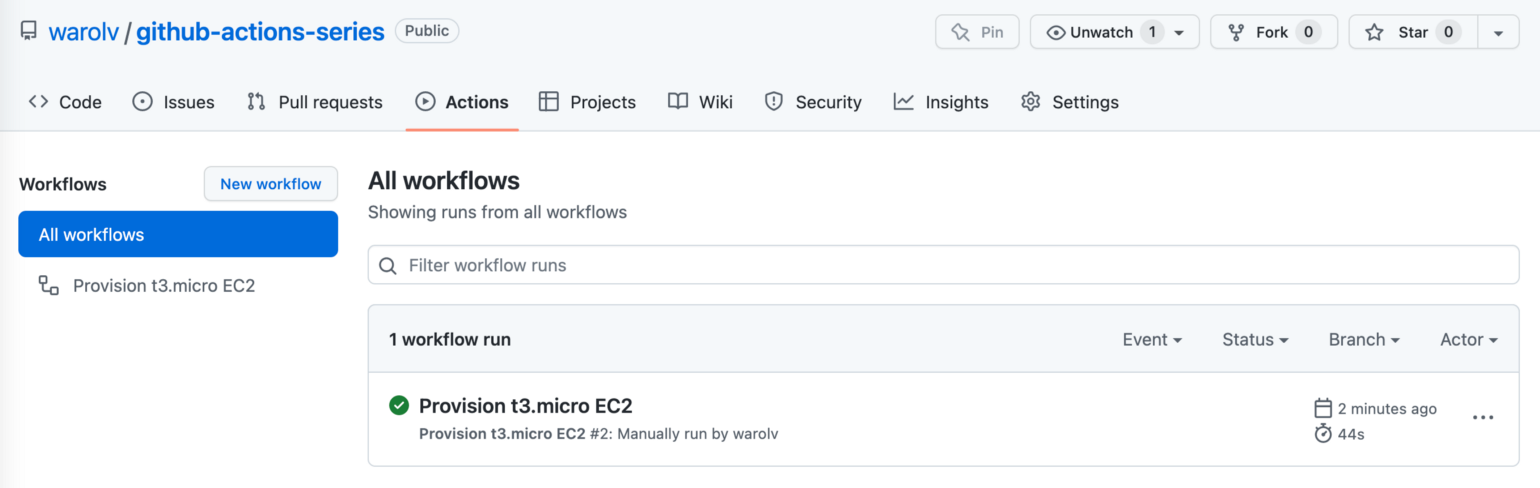 warolv / github-actions-series Public Pin Unwatch 1 Fork 0 Star 0
Code Issues Pull requests Actions Projects Wiki Security Insights Settings
Workflows New workflow
All workflows
Provision t3.micro EC2
All workflows
Showing runs from all workflows
Filter workflow runs
1 workflow run Event Status Branch Actor
Provision t3.micro EC2
Provision t3.micro EC2 #2: Manually run by warolv
2 minutes ago
44s